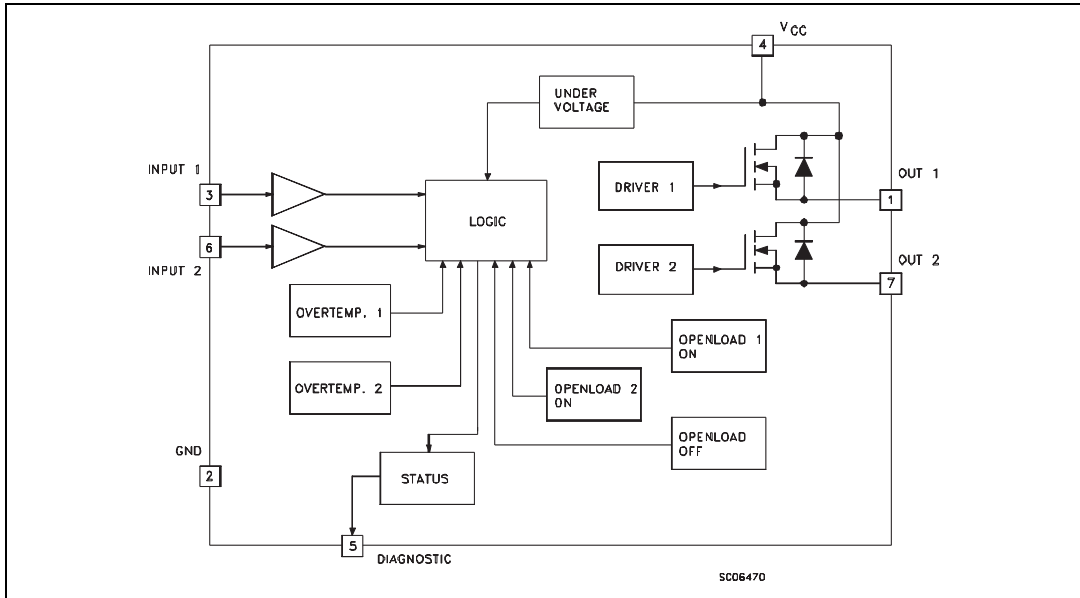 VCC
4
UNDER
VOLTAGE
INPUT 1
3
DRIVER 1
OUT 1
1
LOGIC
6
INPUT 2
DRIVER 2
OUT 2
7
OVERTEMP. 1
OPENLOAD 1
ON
OVERTEMP. 2
OPENLOAD 2
ON
OPENLOAD
OFF
GND
2
STATUS
5
DIAGNOSTIC
SC06470